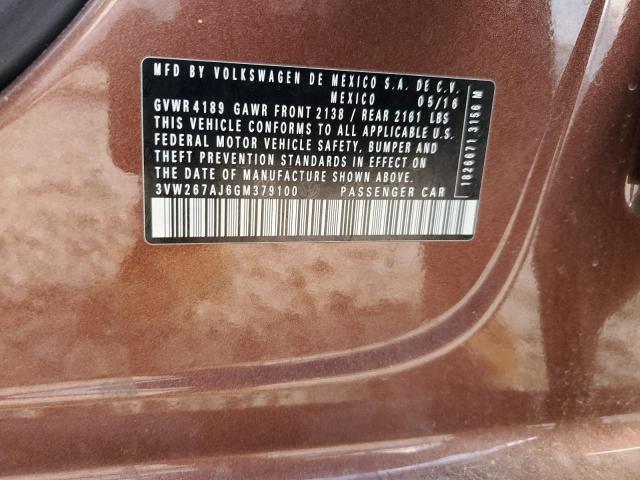 MFD BY VOLKSWAGEN DE MEXICO S.A. DE C.V.
MEXICO 05/16
GVWR 4189 GAWR FRONT 2138 / REAR 2161 LBS
THIS VEHICLE CONFORMS TO ALL APPLICABLE U.S.
FEDERAL MOTOR VEHICLE SAFETY, BUMPER AND
THEFT PREVENTION STANDARDS IN EFFECT ON
THE DATE OF MANUFACTURE SHOWN ABOVE.
3VW267AJ6GM379100 PASSENGER CAR
1826671 3156 M